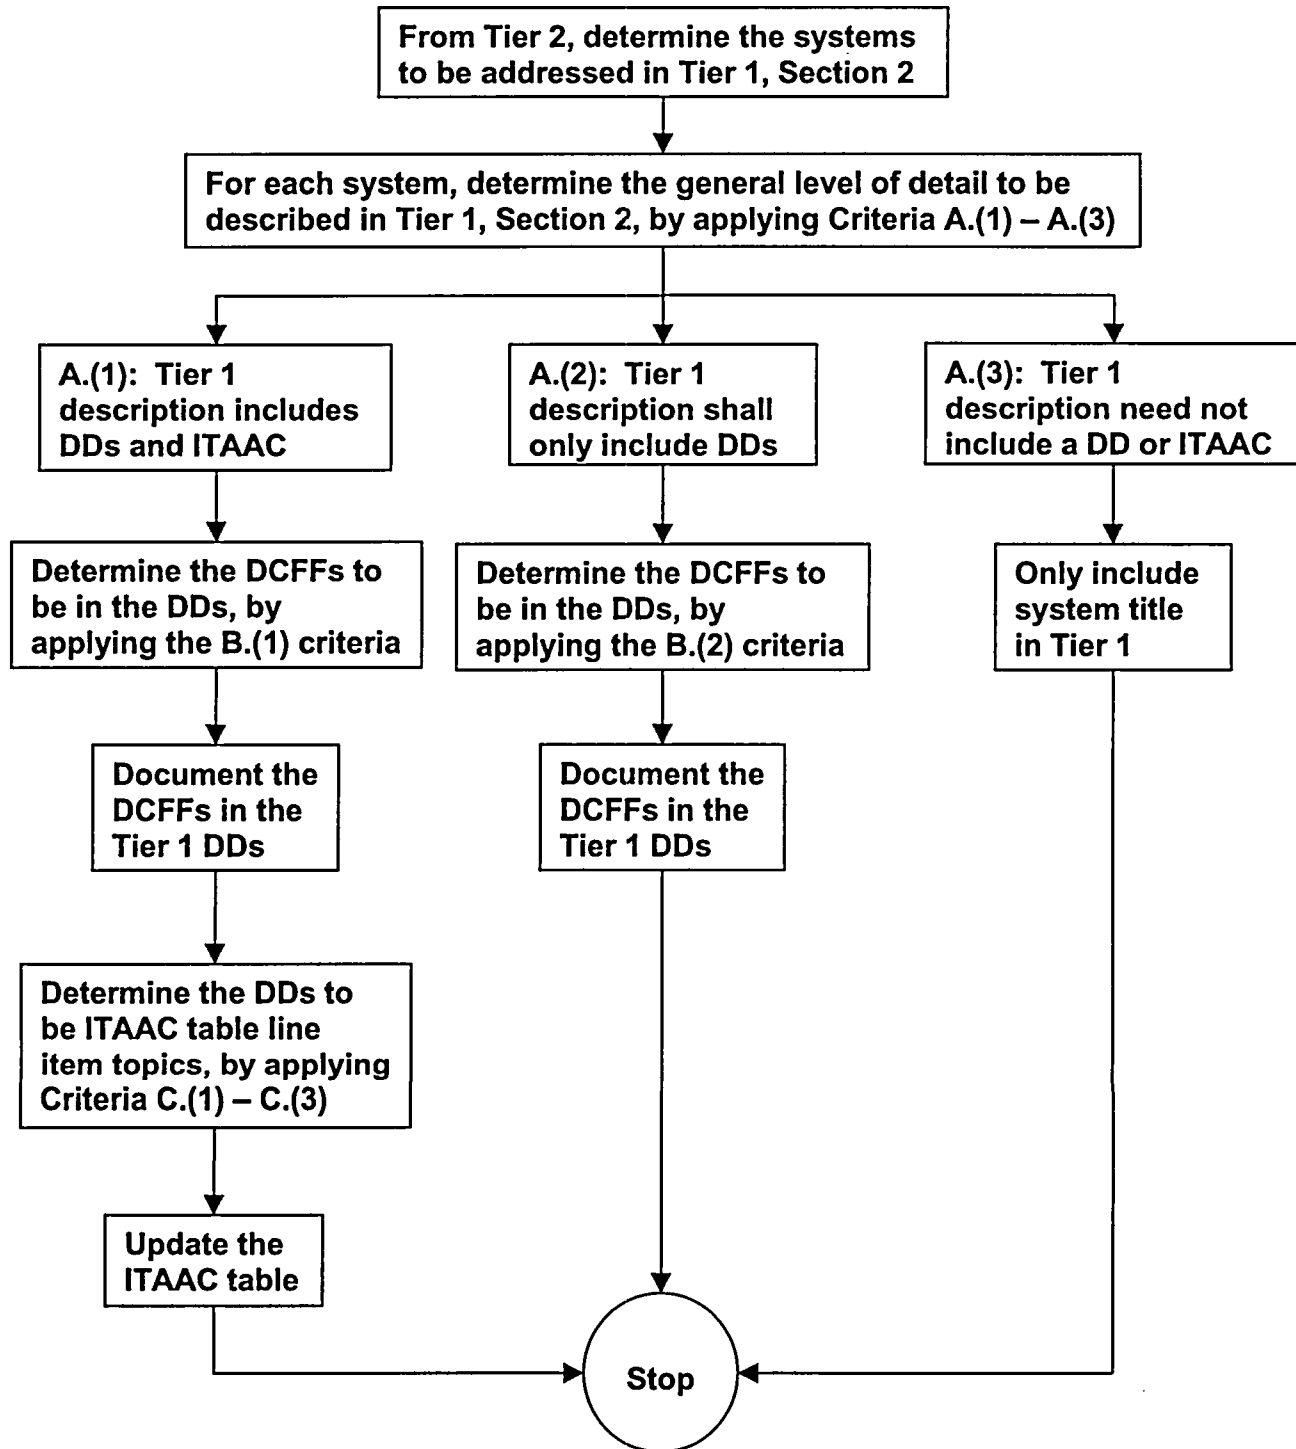 From Tier 2, determine the systems
to be addressed in Tier 1, Section 2
For each system, determine the general level of detail to be
described in Tier 1, Section 2, by applying Criteria A.(1) – A.(3)
A.(1): Tier 1
description includes
DDs and ITAAC
A.(2): Tier 1
description shall
only include DDs
A.(3): Tier 1
description need not
include a DD or ITAAC
Determine the DCFFs to
be in the DDs, by
applying the B.(1) criteria
Determine the DCFFs to
be in the DDs, by
applying the B.(2) criteria
Only include
system title
in Tier 1
Document the
DCFFs in the
Tier 1 DDs
Document the
DCFFs in the
Tier 1 DDs
Determine the DDs to
be ITAAC table line
item topics, by applying
Criteria C.(1) – C.(3)
Update the
ITAAC table
Stop